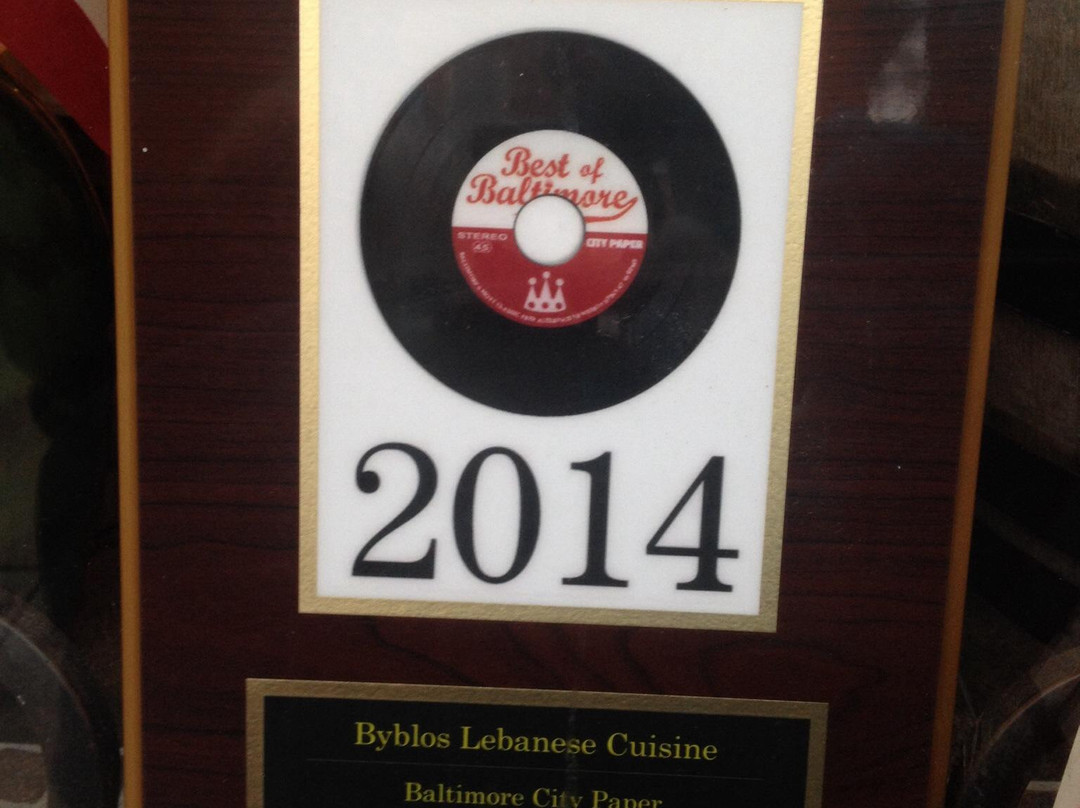 Best of
Baltimore
STEREO
45
CITY PAPER
2014
Byblos Lebanese Cuisine
Baltimore City Paper